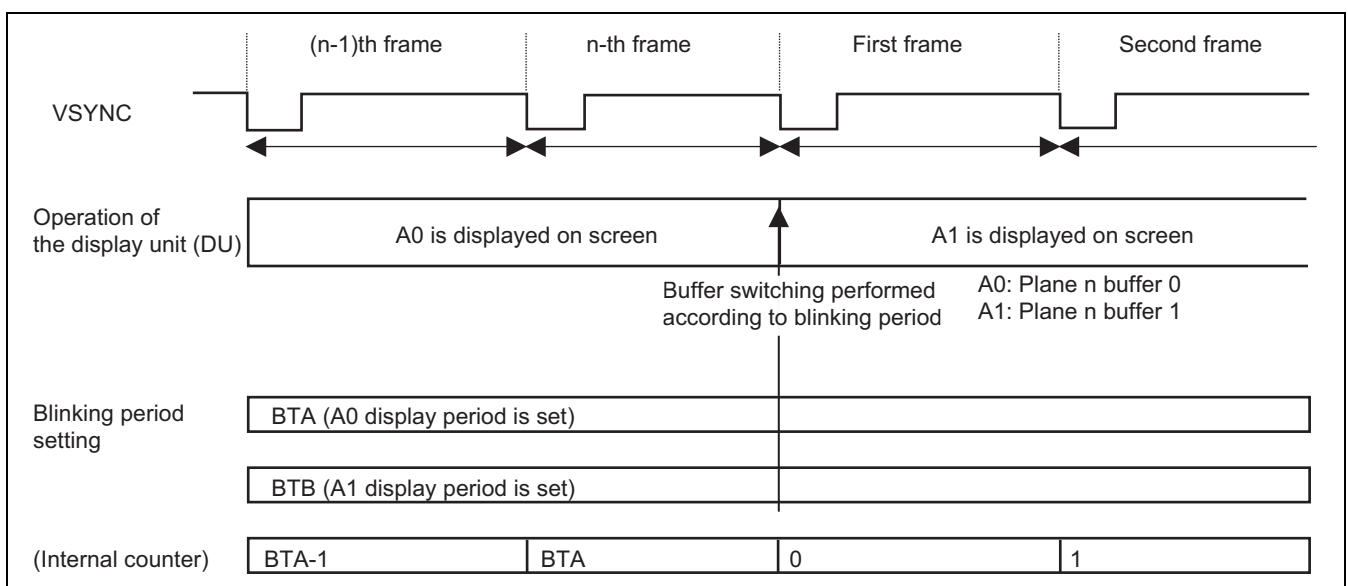 (n-1)th frame n-th frame First frame Second frame
VSYNC
Operation of
the display unit (DU)
A0 is displayed on screen A1 is displayed on screen
Buffer switching performed
according to blinking period
A0: Plane n buffer 0
A1: Plane n buffer 1
Blinking period
setting
BTA (A0 display period is set)
BTB (A1 display period is set)
(Internal counter) BTA-1 BTA 0 1